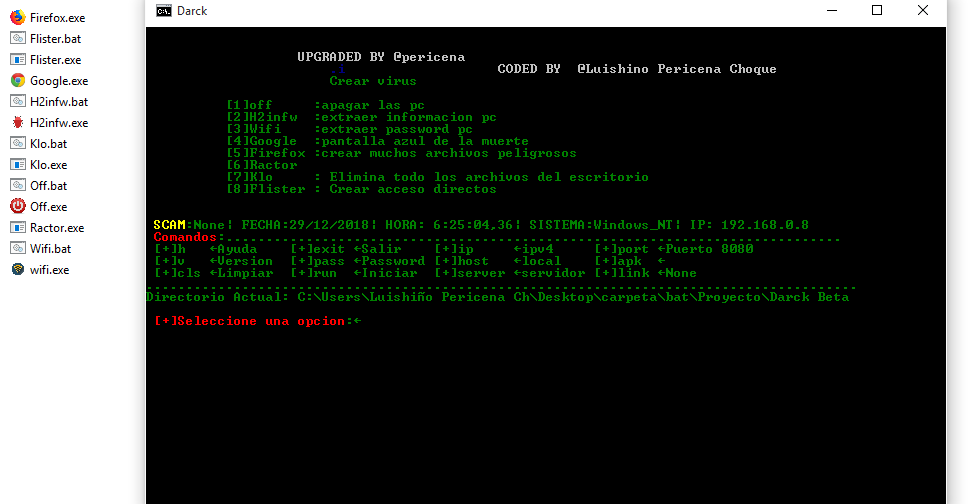 Firefox.exe
Flister.bat
Flister.exe
Google.exe
H2infw.bat
H2infw.exe
Klo.bat
Klo.exe
Off.bat
Off.exe
Ractor.exe
Wifi.bat
wifi.exe
Darck
UPGRADED BY @pericena
CODED BY @Luishino Pericena Choque
Crear virus
[1]off :apagar las pc
[2]H2infw :extraer informacion pc
[3]Wifi :extraer password pc
[4]Google :pantalla azul de la muerte
[5]Firefox :crear muchos archivos peligrosos
[6]Ractor
[7]Klo : Elimina todo los archivos del escritorio
[8]Flister : Crear acceso directos
SCAM:None| FECHA:29/12/2018| HORA: 6:25:04,36| SISTEMA:Windows_NT| IP: 192.168.0.8
Comandos:.............................................................................
[+]h ←Ayuda [+]exit ←Salir [+]ip ←ipv4 [+]port ←Puerto 8080
[+]v ←Version [+]pass ←Password [+]host ←local [+]apk ←
[+]cls ←Limpiar [+]run ←Iniciar [+]server ←servidor [+]link ←None
.........................................................................................
Directorio Actual: C:\Users\Luishiño Pericena Ch\Desktop\carpeta\bat\Proyecto\Darck Beta
[+]Seleccione una opcion:←